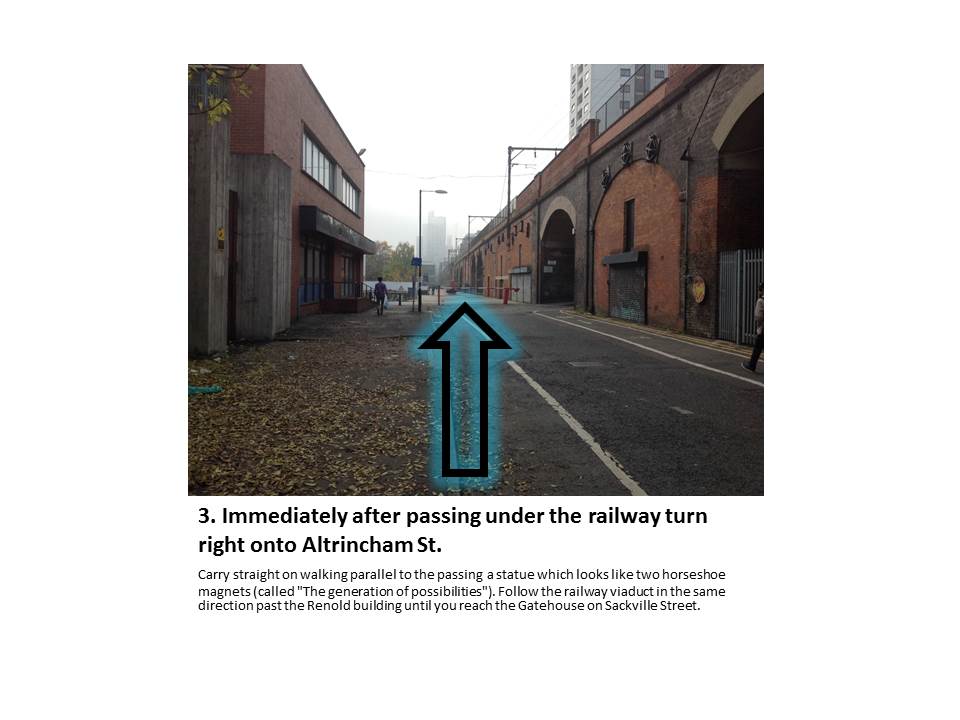 3. Immediately after passing under the railway turn
right onto Altrincham St.
Carry straight on walking parallel to the passing a statue which looks like two horseshoe
magnets (called "The generation of possibilities"). Follow the railway viaduct in the same
direction past the Renold building until you reach the Gatehouse on Sackville Street.